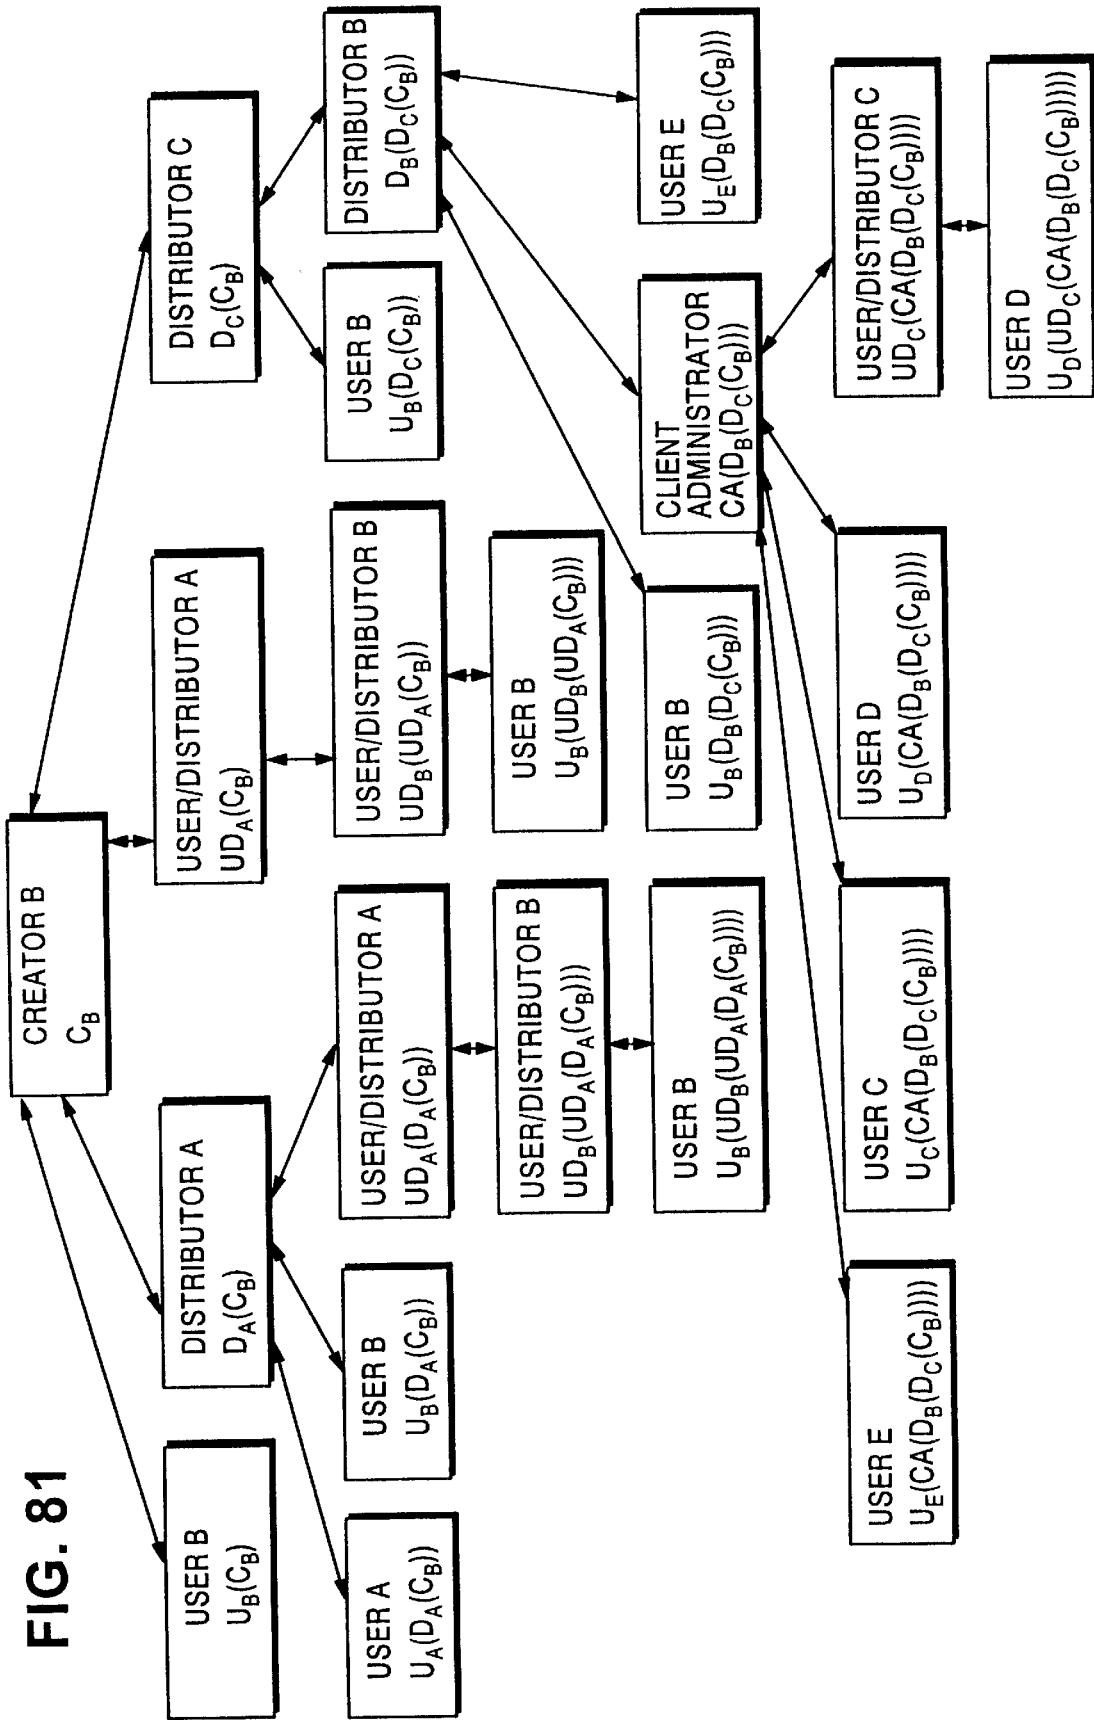 FIG. 81
CREATOR B
C_B
USER B
U_B(C_B)
DISTRIBUTOR A
D_A(C_B)
USER/DISTRIBUTOR A
UD_A(C_B)
DISTRIBUTOR C
D_C(C_B)
USER A
U_A(D_A(C_B))
USER B
U_B(D_A(C_B))
USER/DISTRIBUTOR A
UD_A(D_A(C_B))
USER/DISTRIBUTOR B
UD_B(UD_A(C_B))
USER B
U_B(D_C(C_B))
DISTRIBUTOR B
D_B(D_C(C_B))
USER/DISTRIBUTOR B
UD_B(UD_A(D_A(C_B)))
USER B
U_B(UD_B(UD_A(C_B)))
USER B
U_B(UD_B(UD_A(D_A(C_B))))
USER B
U_B(D_B(D_C(C_B)))
CLIENT
ADMINISTRATOR
CA(D_B(D_C(C_B)))
USER E
U_E(D_B(D_C(C_B)))
USER E
U_E(CA(D_B(D_C(C_B))))
USER C
U_C(CA(D_B(D_C(C_B))))
USER D
U_D(CA(D_B(D_C(C_B))))
USER/DISTRIBUTOR C
UD_C(CA(D_B(D_C(C_B))))
USER D
U_D(UD_C(CA(D_B(D_C(C_B)))))